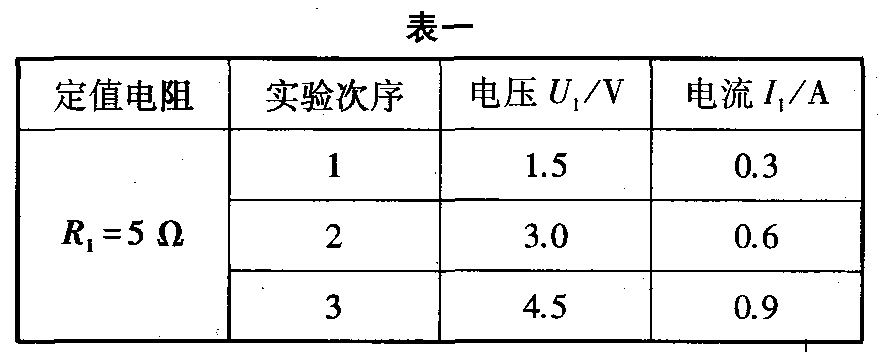 表一
定值电阻 实验次序 电压 U₁/V 电流 I₁/A
1 1.5 0.3
R₁=5 Ω 2 3.0 0.6
3 4.5 0.9